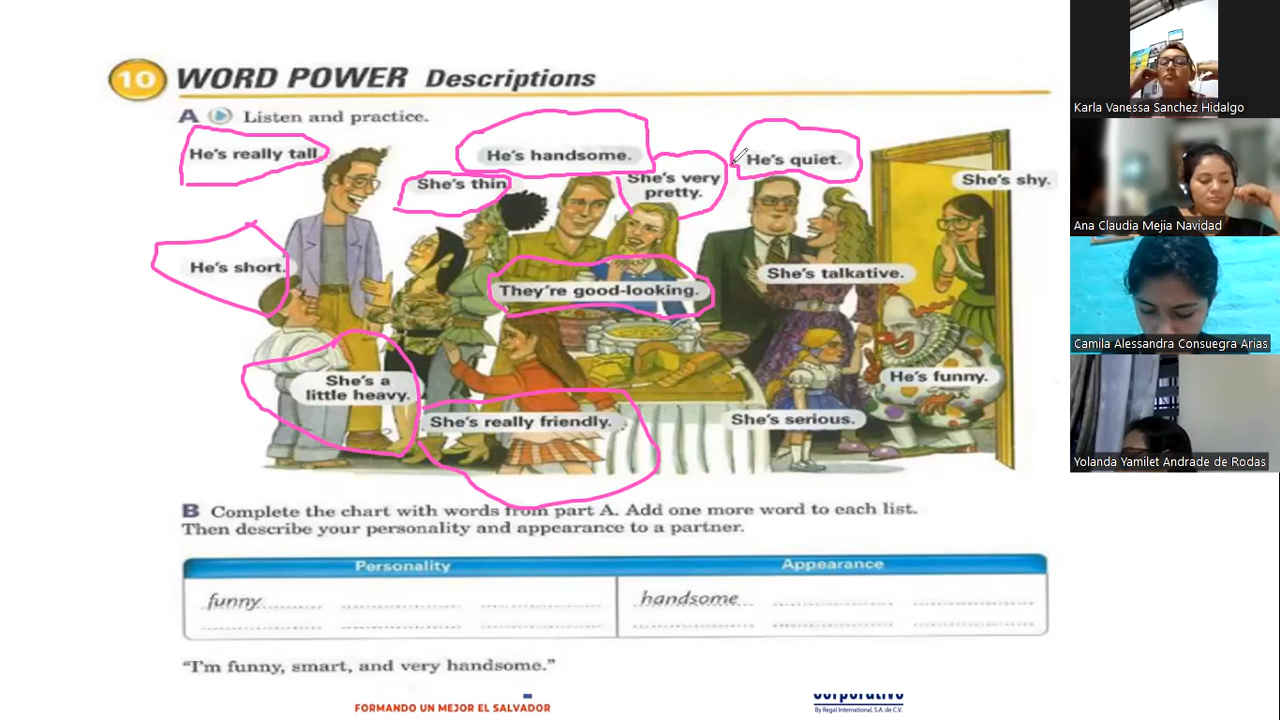 10 WORD POWER Descriptions
A Listen and practice.
He's really tall.
He's handsome.
He's quiet.
She's thin.
She's very
pretty.
She's shy.
He's short.
They're good-looking.
She's talkative.
She's a
little heavy.
He's funny.
She's really friendly.
She's serious.
B Complete the chart with words from part A. Add one more word to each list.
Then describe your personality and appearance to a partner.
Personality
Appearance
funny
handsome
"I'm funny, smart, and very handsome."
FORMANDO UN MEJOR EL SALVADOR
Corporativo
By Regal International, S.A. de C.V.
Karla Vanessa Sanchez Hidalgo
Ana Claudia Mejia Navidad
Camila Alessandra Consuegra Arias
Yolanda Yamilet Andrade de Rodas